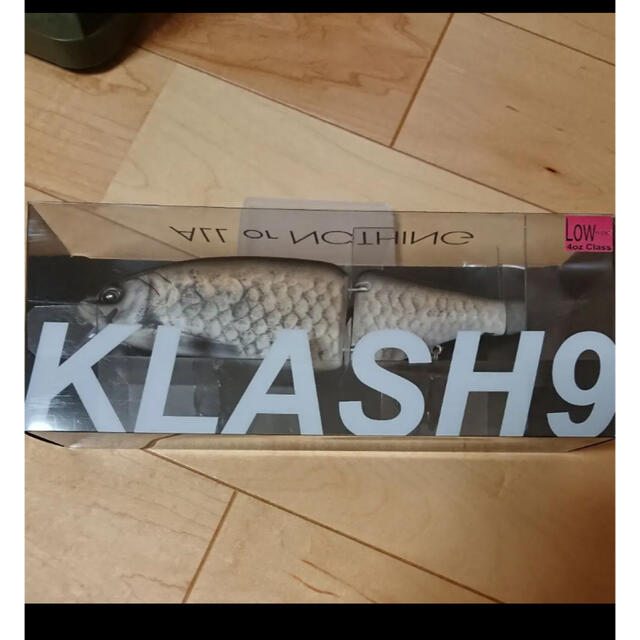 ALL or NOTHING
LOW
4oz Class
KLASH9